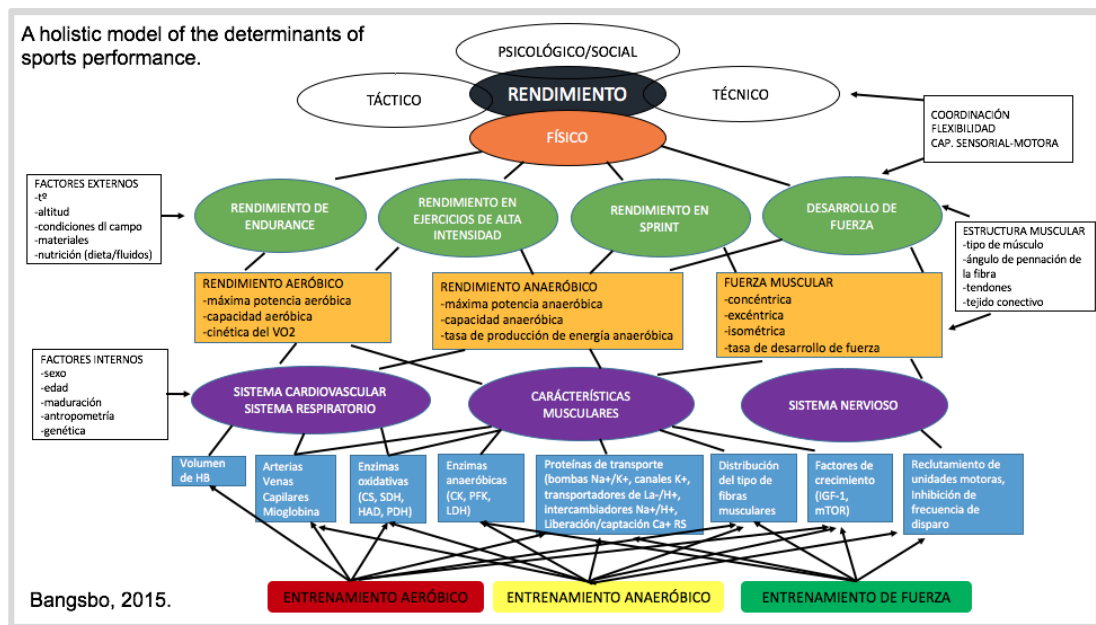 A holistic model of the determinants of
sports performance.
PSICOLÓGICO/SOCIAL
TÁCTICO
RENDIMIENTO
TÉCNICO
FÍSICO
COORDINACIÓN
FLEXIBILIDAD
CAP. SENSORIAL-MOTORA
FACTORES EXTERNOS
-tº
-altitud
-condiciones dl campo
-materiales
-nutrición (dieta/fluidos)
RENDIMIENTO DE
ENDURANCE
RENDIMIENTO
EN EJERCICIOS DE ALTA
INTENSIDAD
RENDIMIENTO EN
SPRINT
DESARROLLO DE
FUERZA
ESTRUCTURA MUSCULAR
-tipo de músculo
-ángulo de pennación de
la fibra
-tendones
-tejido conectivo
RENDIMIENTO AERÓBICO
-máxima potencia aeróbica
-capacidad aeróbica
-cinética del VO2
RENDIMIENTO ANAERÓBICO
-máxima potencia anaeróbica
-capacidad anaeróbica
-tasa de producción de energía anaeróbica
FUERZA MUSCULAR
-concéntrica
-excéntrica
-isométrica
-tasa de desarrollo de fuerza
FACTORES INTERNOS
-sexo
-edad
-maduración
-antropometría
-genética
SISTEMA CARDIOVASCULAR
SISTEMA RESPIRATORIO
CARÁCTERÍSTICAS
MUSCULARES
SISTEMA NERVIOSO
Volumen
de HB
Arterias
Venas
Capilares
Mioglobina
Enzimas
oxidativas
(CS, SDH,
HAD, PDH)
Enzimas
anaeróbicas
(CK, PFK,
LDH)
Proteínas de transporte
(bombas Na+/K+, canales K+,
transportadores de La-/H+,
intercambiadores Na+/H+,
Liberación/captación Ca+ RS
Distribución
del tipo de
fibras
musculares
Factores de
crecimiento
(IGF-1,
mTOR)
Reclutamiento de
unidades motoras,
Inhibición de
frecuencia de
disparo
ENTRENAMIENTO AERÓBICO
ENTRENAMIENTO ANAERÓBICO
ENTRENAMIENTO DE FUERZA
Bangsbo, 2015.